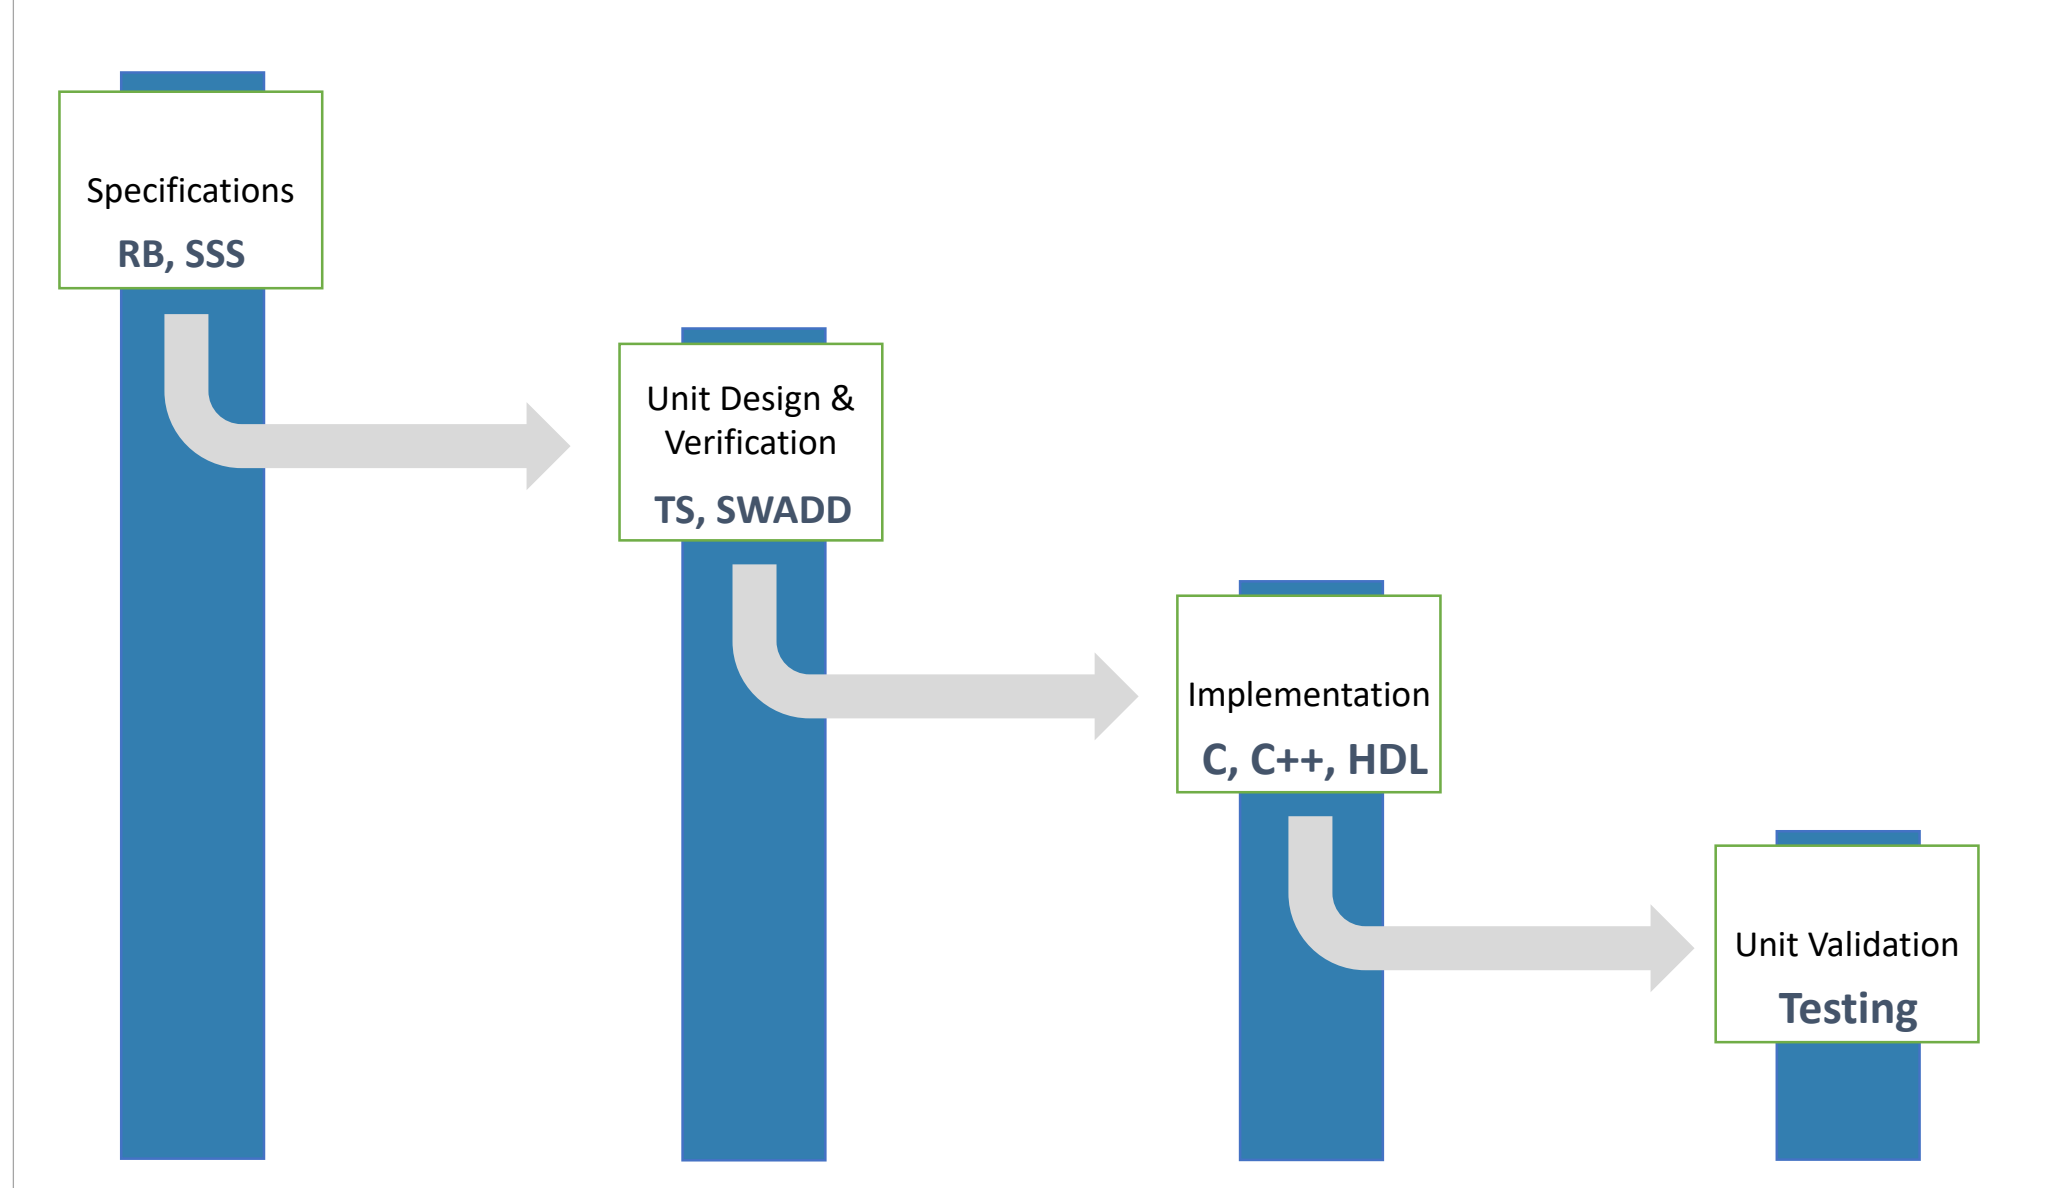 Specifications
RB, SSS
Unit Design &
Verification
TS, SWADD
Implementation
C, C++, HDL
Unit Validation
Testing